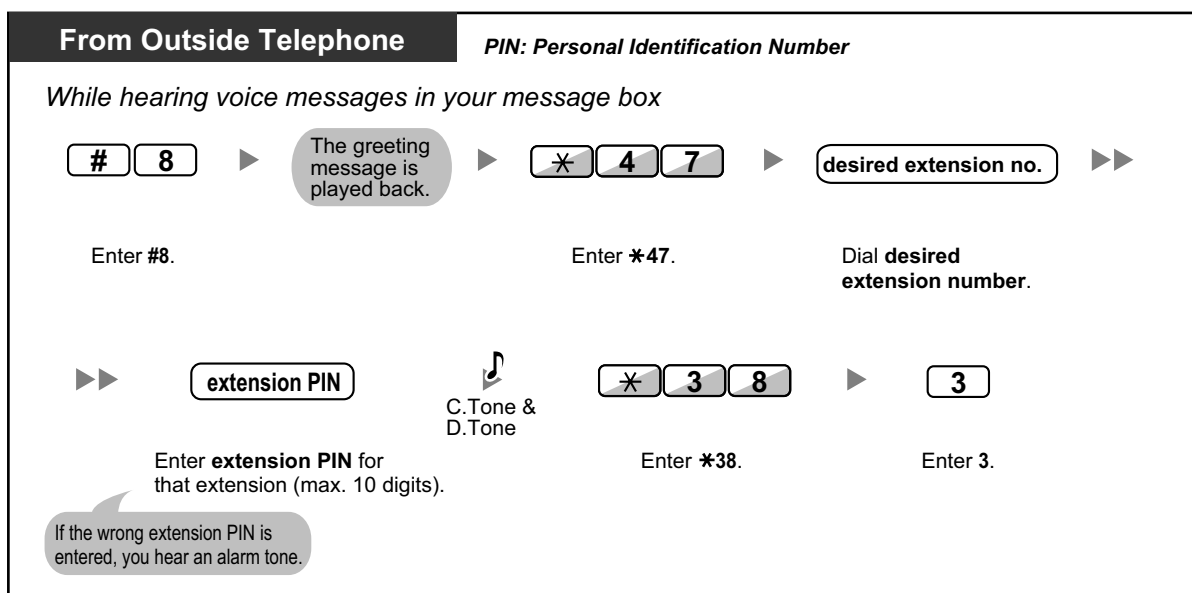 From Outside Telephone
PIN: Personal Identification Number
While hearing voice messages in your message box
# 8
The greeting
message is
played back.
* 4 7
desired extension no.
Enter #8.
Enter *47.
Dial desired
extension number.
extension PIN
C.Tone &
D.Tone
* 3 8
3
Enter extension PIN for
that extension (max. 10 digits).
Enter *38.
Enter 3.
If the wrong extension PIN is
entered, you hear an alarm tone.